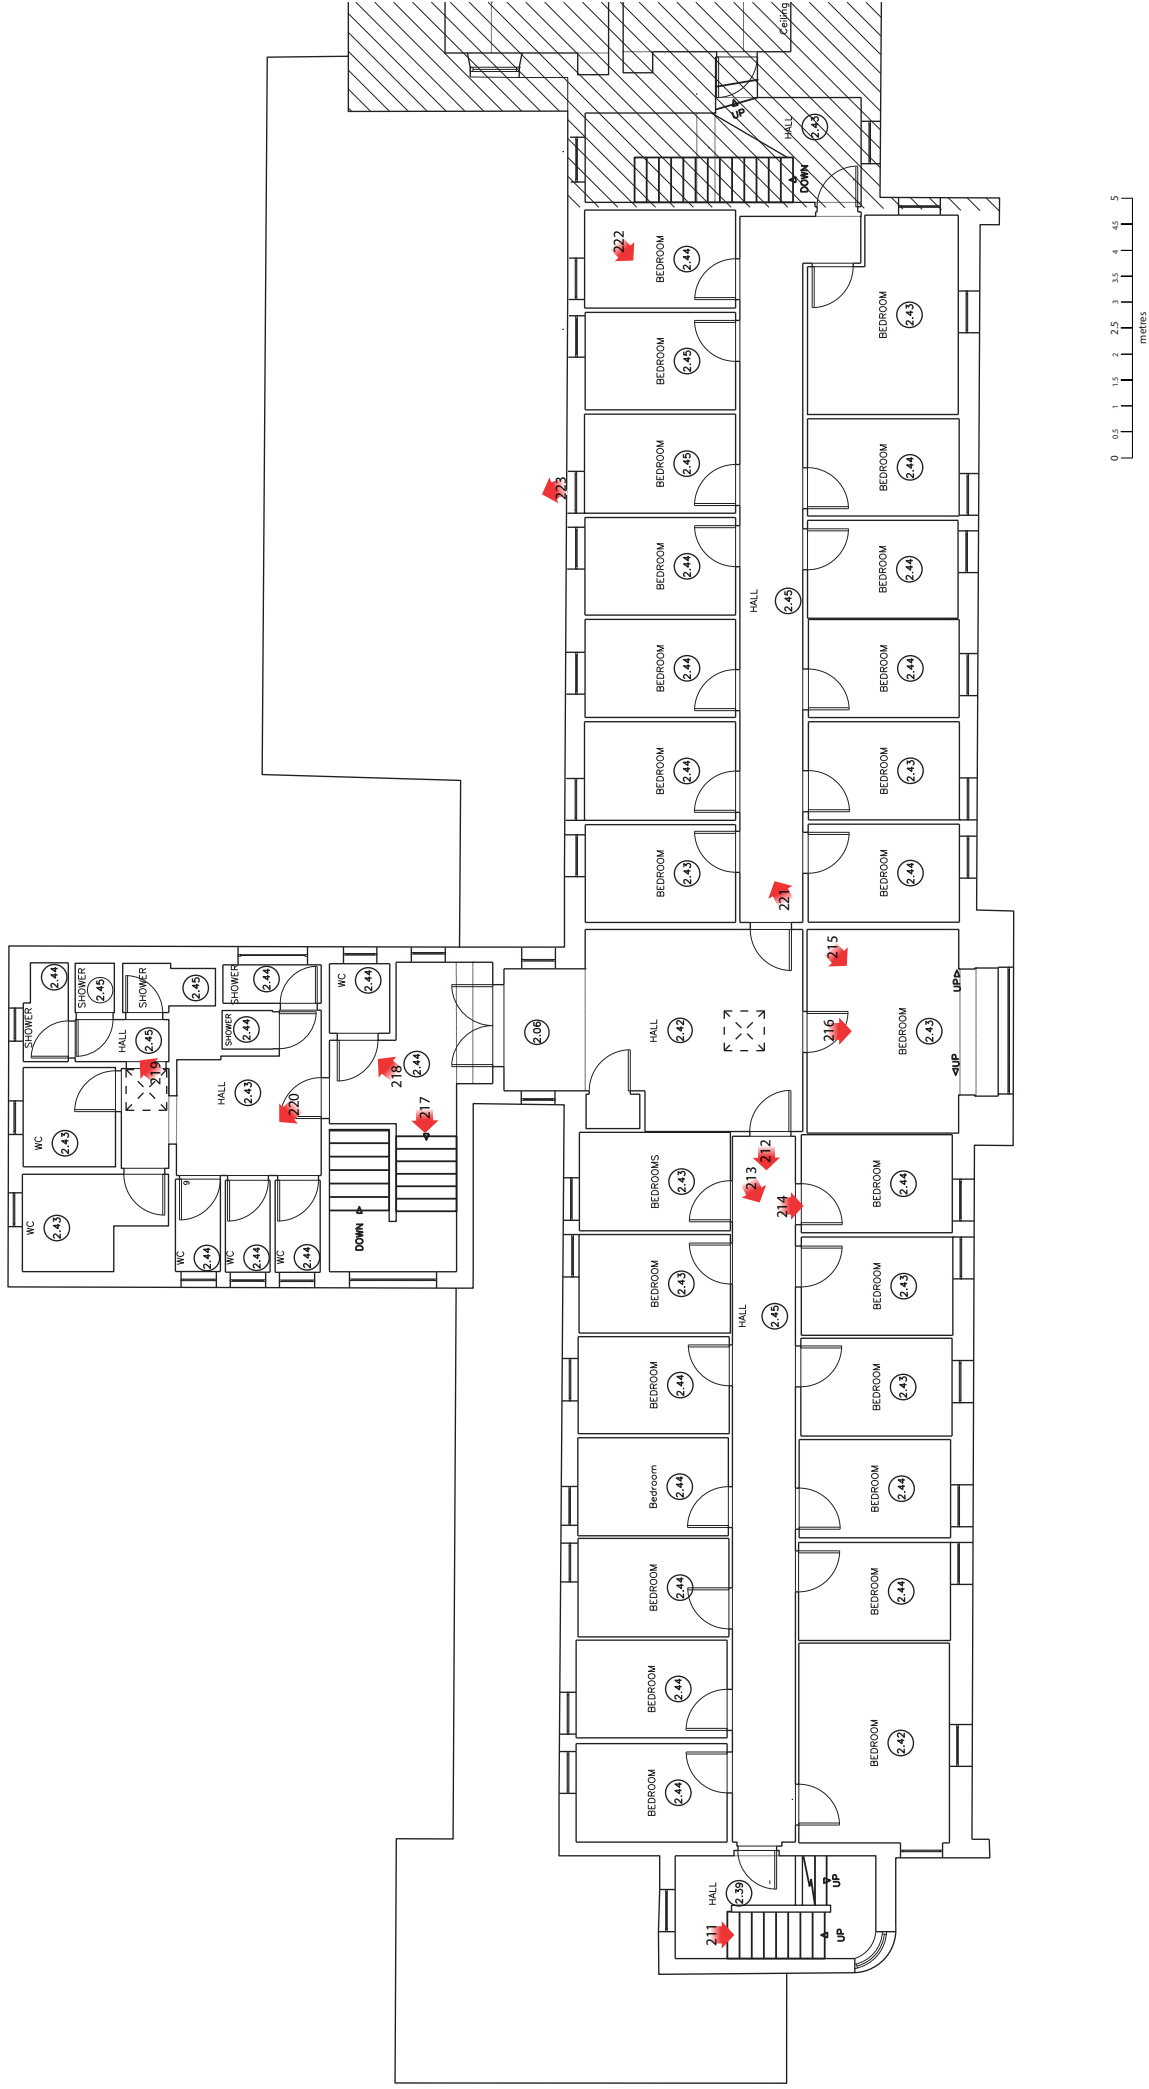 Ceiling
UP
HALL
2.43
DOWN
222
BEDROOM
2.44
BEDROOM
2.43
BEDROOM
2.45
BEDROOM
2.45
BEDROOM
2.44
223
BEDROOM
2.44
BEDROOM
2.44
HALL
2.45
BEDROOM
2.44
BEDROOM
2.44
BEDROOM
2.44
BEDROOM
2.43
BEDROOM
2.43
BEDROOM
2.44
221
215
UP
216
BEDROOM
2.43
UP
HALL
2.42
2.06
SHOWER
2.44
SHOWER
2.45
SHOWER
2.45
SHOWER
2.44
SHOWER
2.44
WC
2.44
HALL
2.45
219
HALL
2.43
220
218
2.44
217
WC
2.43
WC
2.43
9
WC
2.44
WC
2.44
WC
2.44
DOWN
212
213
214
BEDROOMS
2.43
BEDROOM
2.44
BEDROOM
2.43
BEDROOM
2.43
HALL
2.45
BEDROOM
2.44
BEDROOM
2.43
Bedroom
2.44
BEDROOM
2.44
BEDROOM
2.44
BEDROOM
2.44
BEDROOM
2.44
BEDROOM
2.42
BEDROOM
2.44
HALL
2.39
UP
211
UP
0 0.5 1 1.5 2 2.5 3 3.5 4 4.5 5
metres